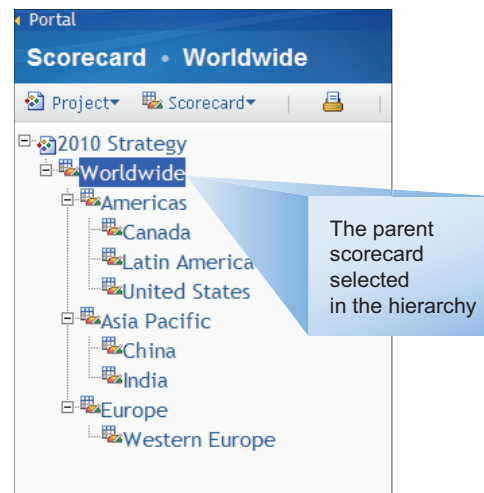 Portal
Scorecard • Worldwide
Project Scorecard
2010 Strategy
Worldwide
Americas
Canada
Latin America
United States
Asia Pacific
China
India
Europe
Western Europe
The parent
scorecard
selected
in the hierarchy